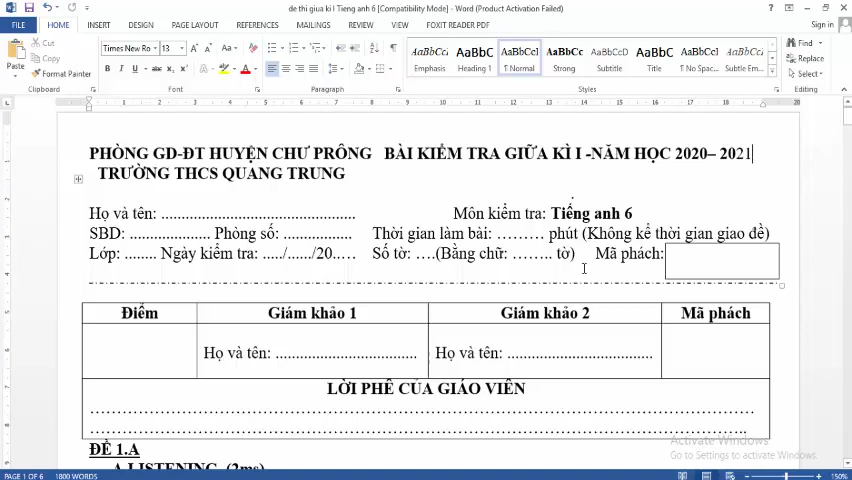 de thi giua kì I Tieng anh 6 [Compatibility Mode] - Word (Product Activation Failed)
FILE HOME INSERT DESIGN PAGE LAYOUT REFERENCES MAILINGS REVIEW VIEW FOXIT READER PDF Sign in
Cut
Copy
Format Painter
Paste
Clipboard
Times New Ro 13
Font
Paragraph
AaBbCcI AaBbC AaBbCcI AaBbCc AaBbCcD AaBbC AaBbCcI AaBbCcI
Emphasis Heading 1 ¶ Normal Strong Subtitle Title ¶ No Spac... Subtle Em...
Styles
Find
Replace
Select
Editing
PHÒNG GD-ĐT HUYỆN CHƯ PRÔNG BÀI KIỂM TRA GIỮA KÌ I -NĂM HỌC 2020– 2021
TRƯỜNG THCS QUANG TRUNG
Họ và tên: ................................................ Môn kiểm tra: Tiếng anh 6
SBD: .................... Phòng số: .................... Thời gian làm bài: ……… phút (Không kể thời gian giao đề)
Lớp: ........ Ngày kiểm tra: ...../....../20..… Số tờ: ….(Bằng chữ: …….. tờ) Mã phách:
Điểm Giám khảo 1 Giám khảo 2 Mã phách
Họ và tên: ................................... Họ và tên: ...................................
LỜI PHÊ CỦA GIÁO VIÊN
………………………………………………………………………………
………………………………………………………………………………
ĐỀ 1.A
A.LISTENING. (2ms)
Activate Windows
Go to Settings to activate Windows.
PAGE 1 OF 6 1800 WORDS 150%